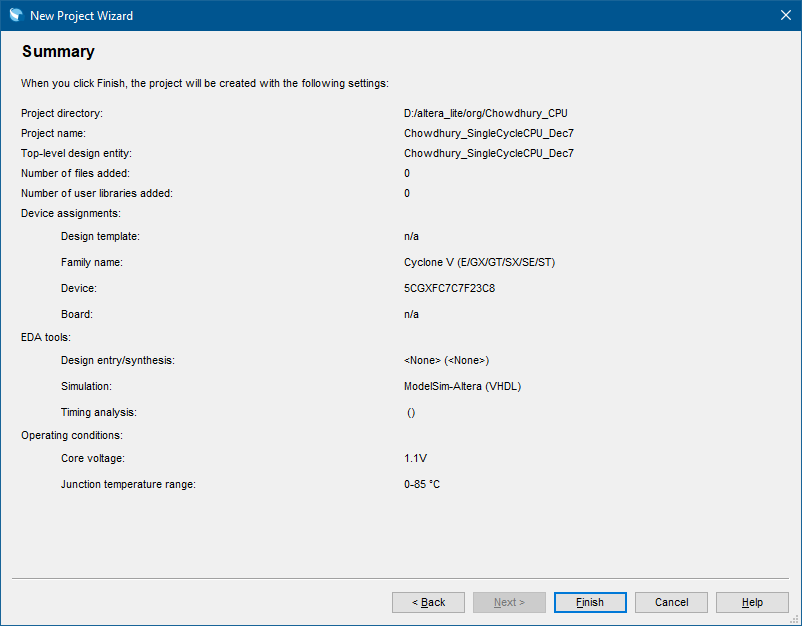 New Project Wizard
Summary
When you click Finish, the project will be created with the following settings:
Project directory: D:/altera_lite/org/Chowdhury_CPU
Project name: Chowdhury_SingleCycleCPU_Dec7
Top-level design entity: Chowdhury_SingleCycleCPU_Dec7
Number of files added: 0
Number of user libraries added: 0
Device assignments:
Design template: n/a
Family name: Cyclone V (E/GX/GT/SX/SE/ST)
Device: 5CGXFC7C7F23C8
Board: n/a
EDA tools:
Design entry/synthesis: <None> (<None>)
Simulation: ModelSim-Altera (VHDL)
Timing analysis: ()
Operating conditions:
Core voltage: 1.1V
Junction temperature range: 0-85 °C
< Back Next > Finish Cancel Help